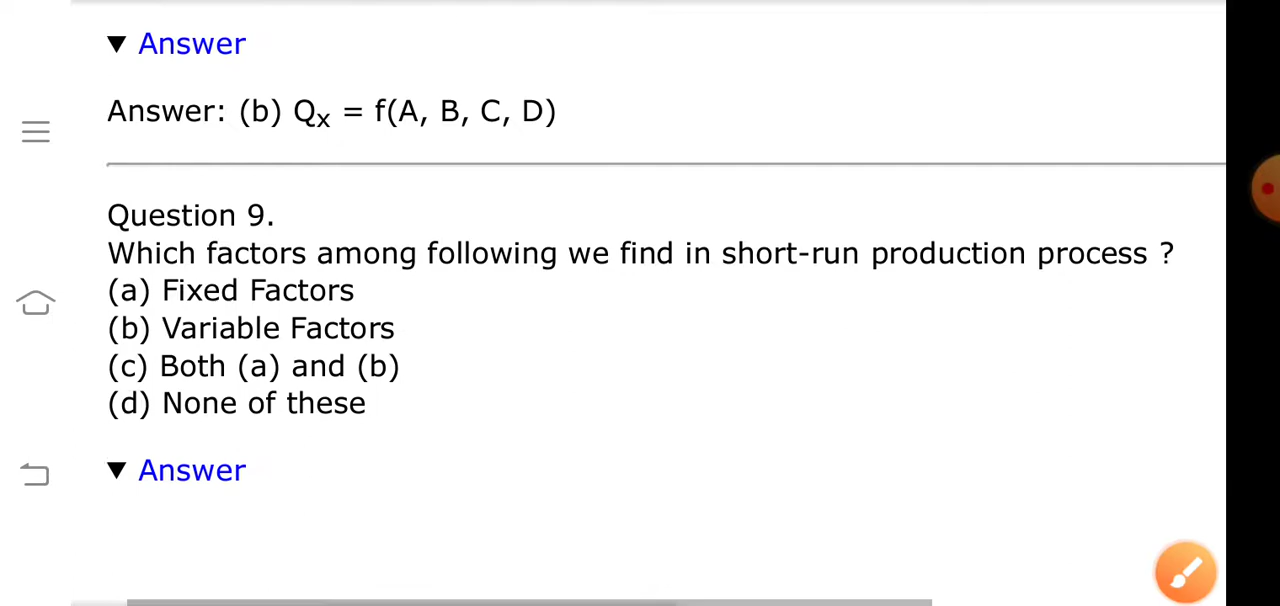 ▼ Answer
Answer: (b) Qₓ = f(A, B, C, D)
Question 9.
Which factors among following we find in short-run production process ?
(a) Fixed Factors
(b) Variable Factors
(c) Both (a) and (b)
(d) None of these
▼ Answer